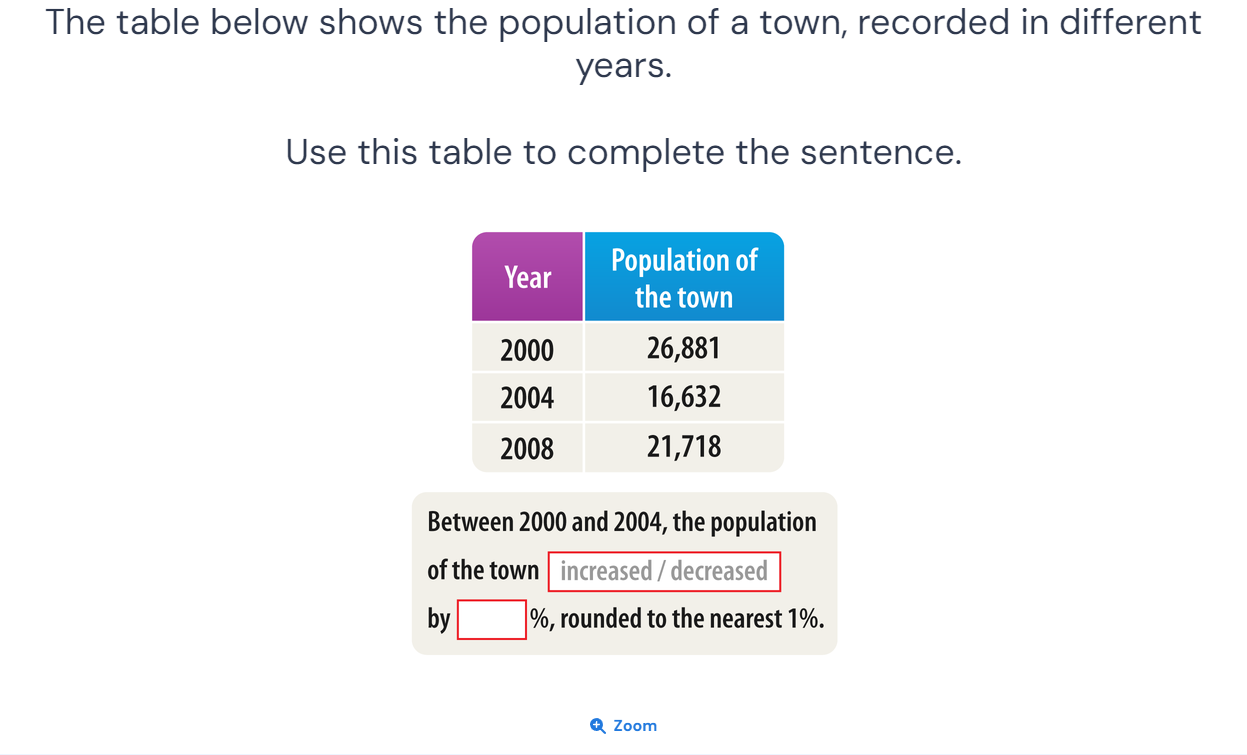 The table below shows the population of a town, recorded in different
years.
Use this table to complete the sentence.
Year
Population of
the town
2000 26,881
2004 16,632
2008 21,718
Between 2000 and 2004, the population
of the town increased / decreased
by %, rounded to the nearest 1%.
Zoom